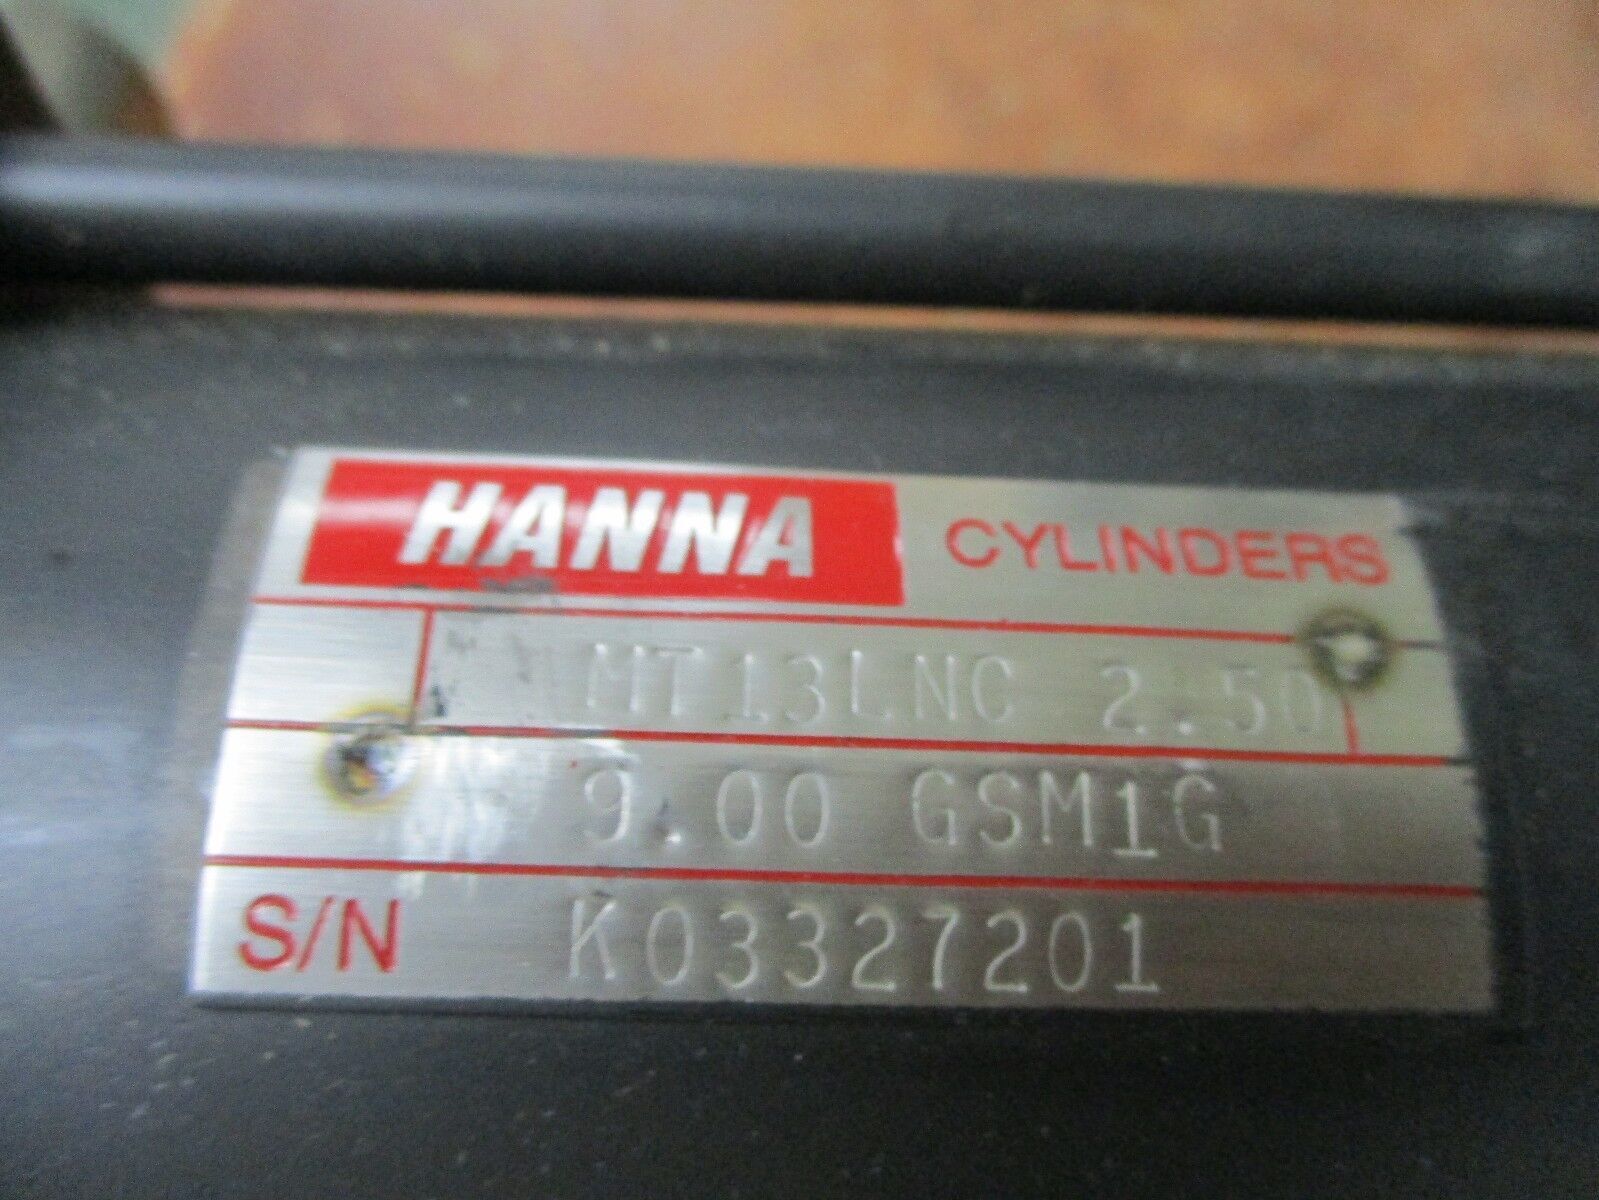 HANNA CYLINDERS
MT13LNC 2.50
9.00 GSM1G
S/N K03327201